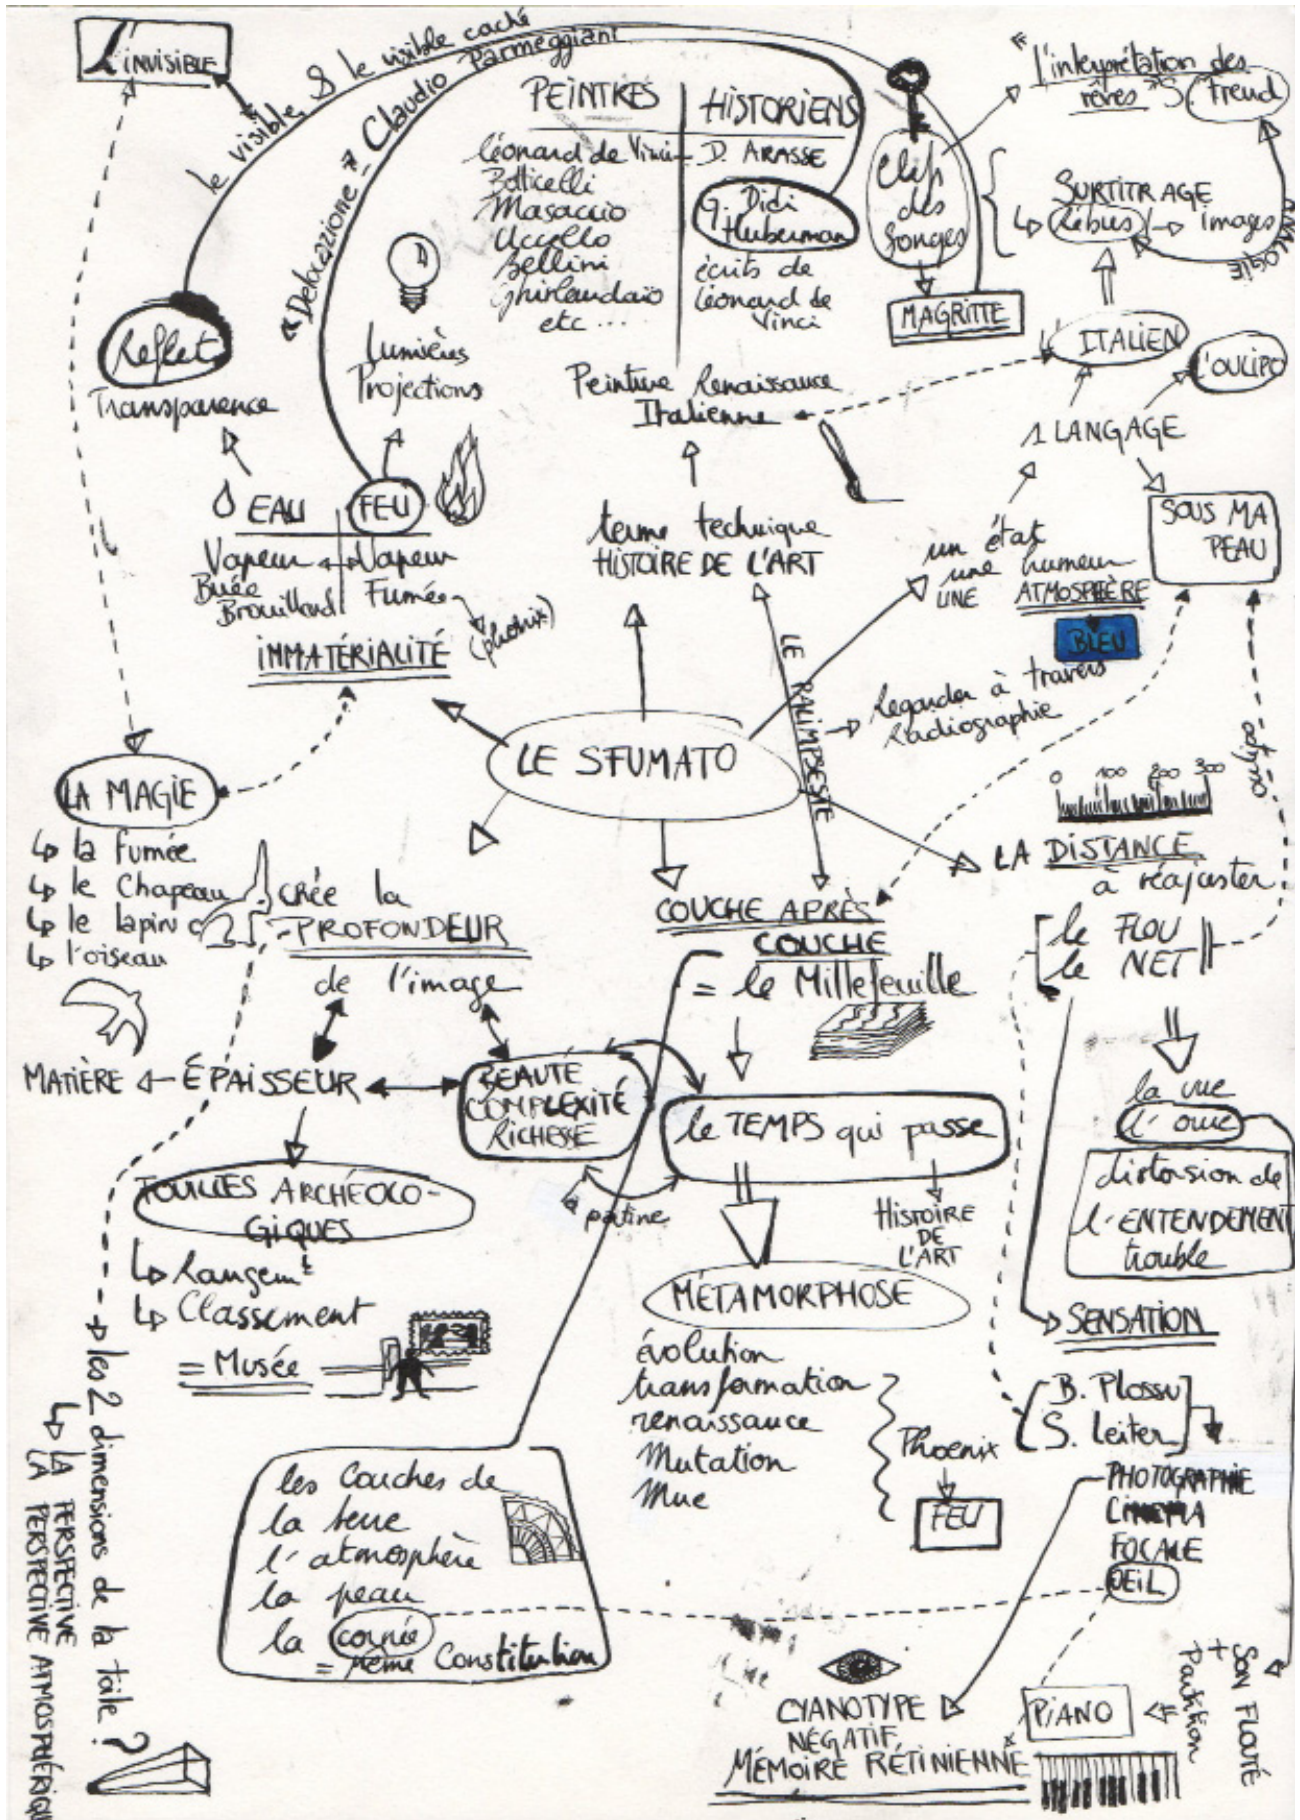 L'INVISIBLE
le visible & le visible caché
"Delocazione" Claudio Parmeggiani
PEINTRES
Léonard de Vinci
Botticelli
Masaccio
Uccello
Bellini
Ghirlandaïo
etc ...
HISTORIENS
D. ARASSE
G. Didi
Huberman
écrits de
Léonard de
Vinci
Clef
des
Songes
MAGRITTE
"L'interprétation des
rêves" S. Freud
SURTITRAGE
Rébus
Images
ANALOGIE
ITALIEN
L'OULIPO
1 LANGAGE
SOUS MA
PEAU
Reflet
Transparence
Lumières
Projections
EAU
Vapeur
Buée
Brouillard
FEU
Vapeur
Fumée
(phénix)
IMMATÉRIALITÉ
Peinture Renaissance
Italienne
terme technique
HISTOIRE DE L'ART
un état
une humeur
UNE ATMOSPHÈRE
BLEU
LE PALIMPSESTE
Regarder à travers
Radiographie
LE SFUMATO
LA MAGIE
la fumée
le Chapeau
le lapin
l'oiseau
crée la
PROFONDEUR
de l'image
COUCHE APRÈS
COUCHE
= le Millefeuille
0 100 200 300
LA DISTANCE
à réajuster
le FLOU
le NET
MATIÈRE
ÉPAISSEUR
BEAUTÉ
COMPLEXITÉ
RICHESSE
le TEMPS qui passe
la patine
HISTOIRE
DE
L'ART
la vue
l'ouie
distorsion de
l'ENTENDEMENT
trouble
SENSATION
FOUILLES ARCHÉOLO-
GIQUES
Rangemt
Classement
= Musée
MÉTAMORPHOSE
évolution
transformation
renaissance
Mutation
Mue
Phoenix
FEU
B. Plossu
S. Leiter
PHOTOGRAPHIE
CINEMA
FOCALE
OEIL
les Couches de
la terre
l'atmosphère
la peau
la cornée
= même Constitution
les 2 dimensions de la toile ?
LA PERSPECTIVE
LA PERSPECTIVE ATMOSPHÉRIQU
CYANOTYPE
NÉGATIF
MÉMOIRE RÉTINIENNE
PIANO
SON FLOUTÉ
+
Partition